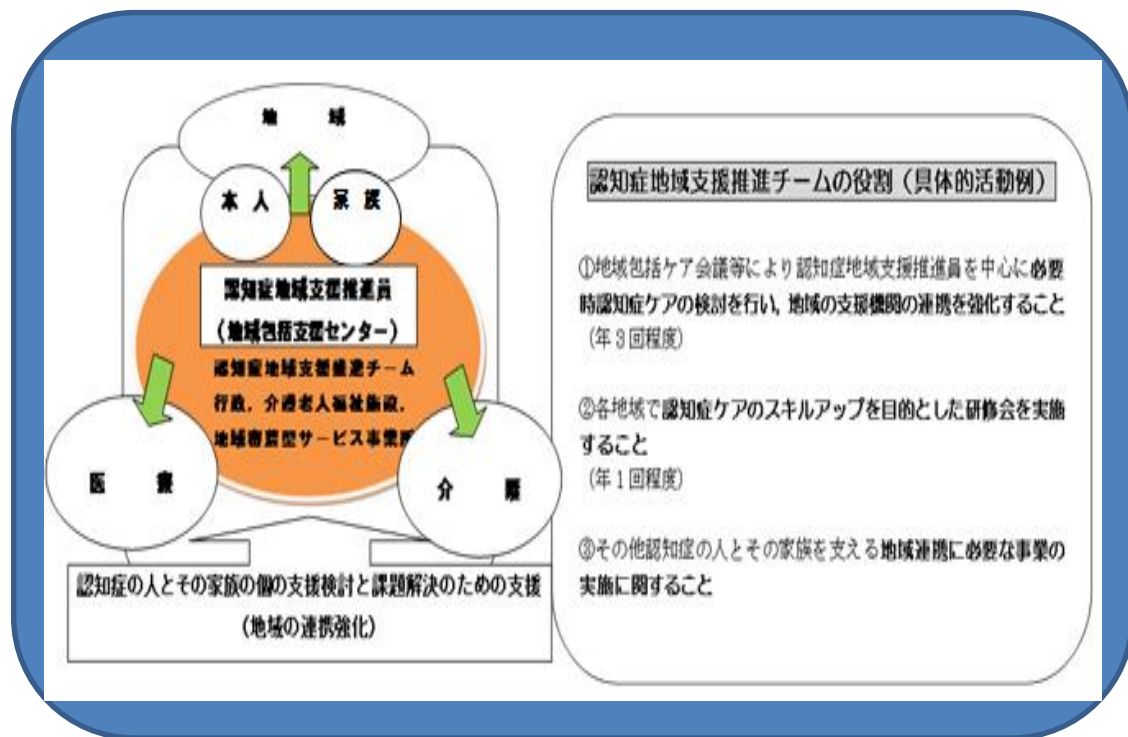 地 域
本 人
家 族
認知症地域支援推進員
(地域包括支援センター)
認知症地域支援推進チーム
行政，介護老人福祉施設，
地域密着型サービス事業所
医 療
介 護
認知症の人とその家族の個の支援検討と課題解決のための支援
(地域の連携強化)
認知症地域支援推進チームの役割（具体的活動例）
①地域包括ケア会議等により認知症地域支援推進員を中心に必要
時認知症ケアの検討を行い，地域の支援機関の連携を強化すること
（年３回程度）
②各地域で認知症ケアのスキルアップを目的とした研修会を実施
すること
（年１回程度）
③その他認知症の人とその家族を支える地域連携に必要な事業の
実施に関すること